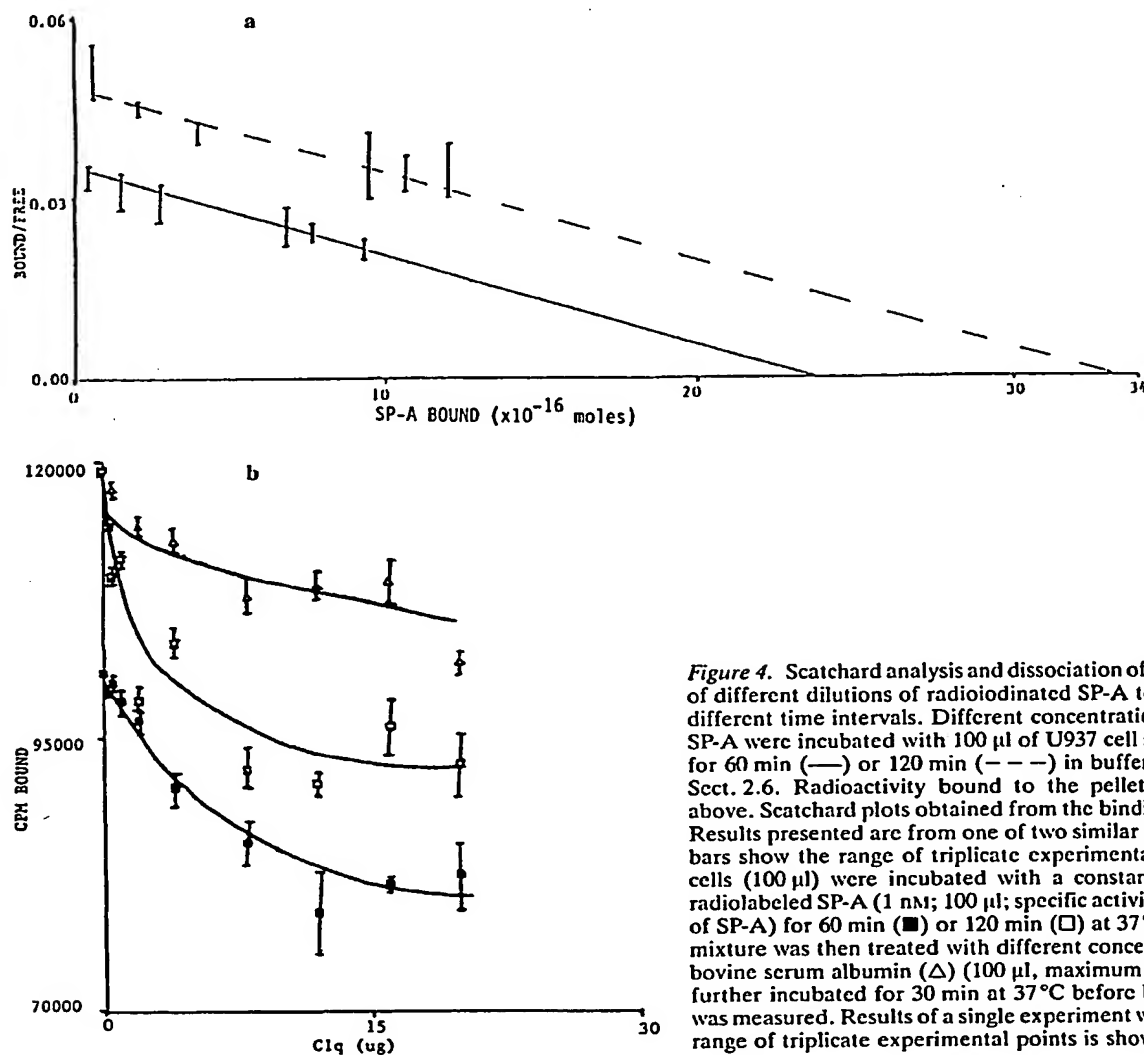 0.06
a
BOUND/FREE
0.03
0.00
0
10
20
30
34
SP-A BOUND (x10⁻¹⁶ moles)
120000
b
CPM BOUND
95000
70000
0
15
30
Clq (ug)
Figure 4. Scatchard analysis and dissociation of
of different dilutions of radioiodinated SP-A t
different time intervals. Different concentratio
SP-A were incubated with 100 µl of U937 cell
for 60 min (—) or 120 min (– – –) in buffer
Sect. 2.6. Radioactivity bound to the pellet
above. Scatchard plots obtained from the bindi
Results presented are from one of two similar
bars show the range of triplicate experimenta
cells (100 µl) were incubated with a constan
radiolabeled SP-A (1 nM; 100 µl; specific activi
of SP-A) for 60 min (■) or 120 min (□) at 37°
mixture was then treated with different conce
bovine serum albumin (△) (100 µl, maximum
further incubated for 30 min at 37°C before b
was measured. Results of a single experiment w
range of triplicate experimental points is show